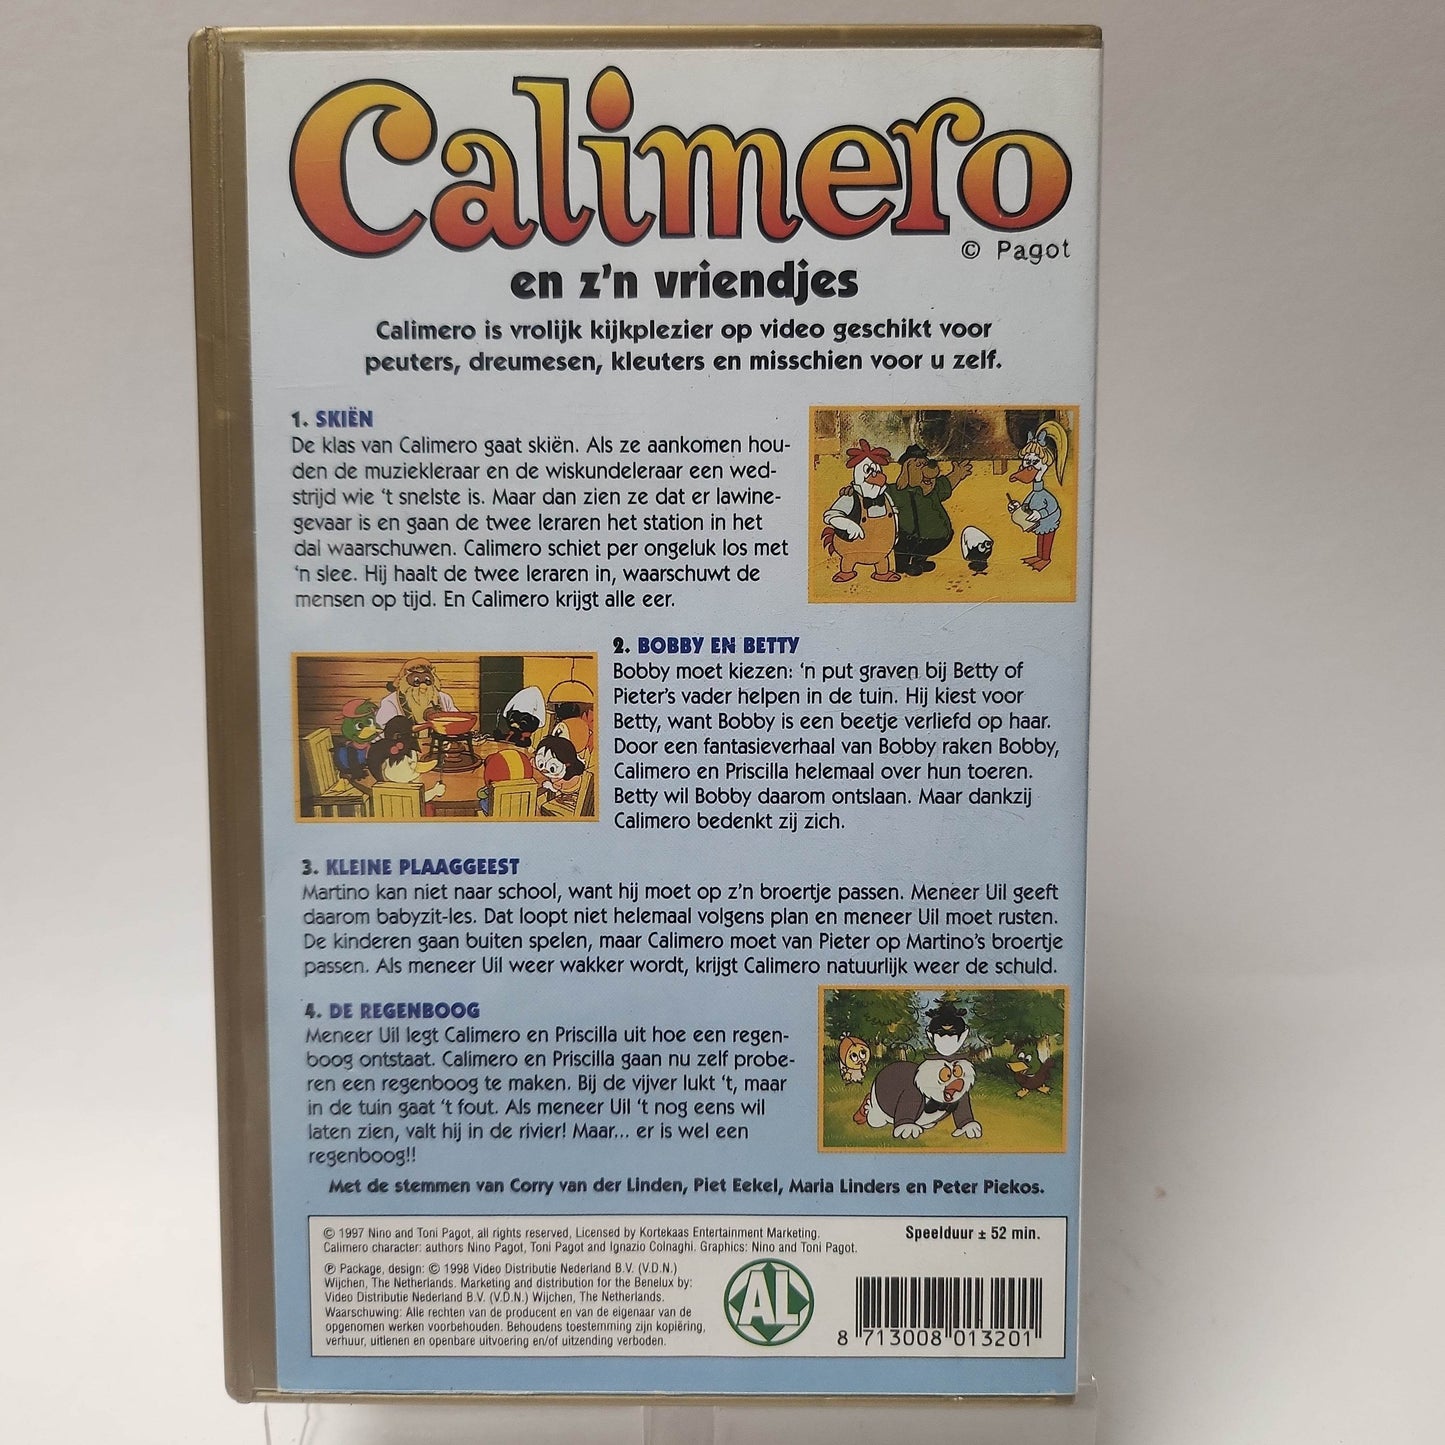 Calimero
© Pagot
en z'n vriendjes
Calimero is vrolijk kijkplezier op video geschikt voor
peuters, dreumesen, kleuters en misschien voor u zelf.
1. SKIËN
De klas van Calimero gaat skiën. Als ze aankomen hou-
den de muziekleraar en de wiskundeleraar een wed-
strijd wie 't snelste is. Maar dan zien ze dat er lawine-
gevaar is en gaan de twee leraren het station in het
dal waarschuwen. Calimero schiet per ongeluk los met
'n slee. Hij haalt de twee leraren in, waarschuwt de
mensen op tijd. En Calimero krijgt alle eer.
2. BOBBY EN BETTY
Bobby moet kiezen: 'n put graven bij Betty of
Pieter's vader helpen in de tuin. Hij kiest voor
Betty, want Bobby is een beetje verliefd op haar.
Door een fantasieverhaal van Bobby raken Bobby,
Calimero en Priscilla helemaal over hun toeren.
Betty wil Bobby daarom ontslaan. Maar dankzij
Calimero bedenkt zij zich.
3. KLEINE PLAAGGEEST
Martino kan niet naar school, want hij moet op z'n broertje passen. Meneer Uil geeft
daarom babyzit-les. Dat loopt niet helemaal volgens plan en meneer Uil moet rusten.
De kinderen gaan buiten spelen, maar Calimero moet van Pieter op Martino's broertje
passen. Als meneer Uil weer wakker wordt, krijgt Calimero natuurlijk weer de schuld.
4. DE REGENBOOG
Meneer Uil legt Calimero en Priscilla uit hoe een regen-
boog ontstaat. Calimero en Priscilla gaan nu zelf probe-
ren een regenboog te maken. Bij de vijver lukt 't, maar
in de tuin gaat 't fout. Als meneer Uil 't nog eens wil
laten zien, valt hij in de rivier! Maar... er is wel een
regenboog!!
Met de stemmen van Corry van der Linden, Piet Eekel, Maria Linders en Peter Piekos.
© 1997 Nino and Toni Pagot, all rights reserved, Licensed by Kortekaas Entertainment Marketing.
Calimero character: authors Nino Pagot, Toni Pagot and Ignazio Colnaghi. Graphics: Nino and Toni Pagot.
Speelduur ± 52 min.
℗ Package, design: © 1998 Video Distributie Nederland B.V. (V.D.N.)
Wijchen, The Netherlands. Marketing and distribution for the Benelux by:
Video Distributie Nederland B.V. (V.D.N.) Wijchen, The Netherlands.
Waarschuwing: Alle rechten van de producent en van de eigenaar van de
opgenomen werken voorbehouden. Behoudens toestemming zijn kopiëring,
verhuur, uitlenen en openbare uitvoering en/of uitzending verboden.
AL
8 713008 013201